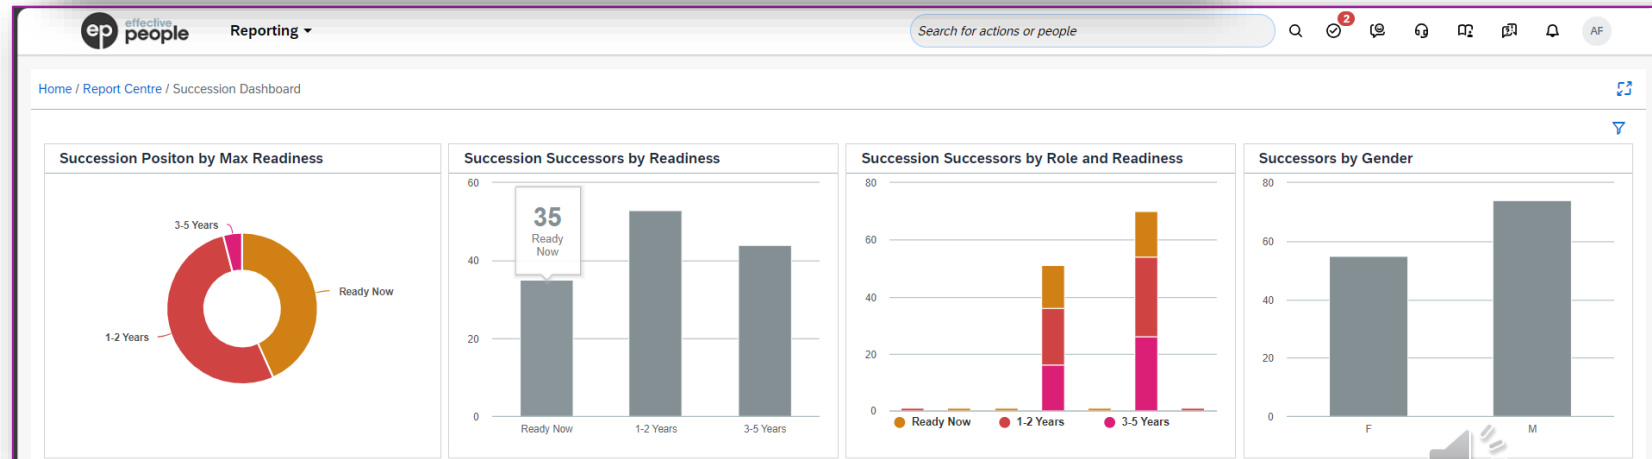 ep effective people
Reporting
Search for actions or people
2
AF
Home / Report Centre / Succession Dashboard
Succession Positon by Max Readiness
3-5 Years
Ready Now
1-2 Years
Succession Successors by Readiness
60
40
20
0
35
Ready
Now
Ready Now
1-2 Years
3-5 Years
Succession Successors by Role and Readiness
80
60
40
20
0
Ready Now
1-2 Years
3-5 Years
Successors by Gender
80
60
40
20
0
F
M